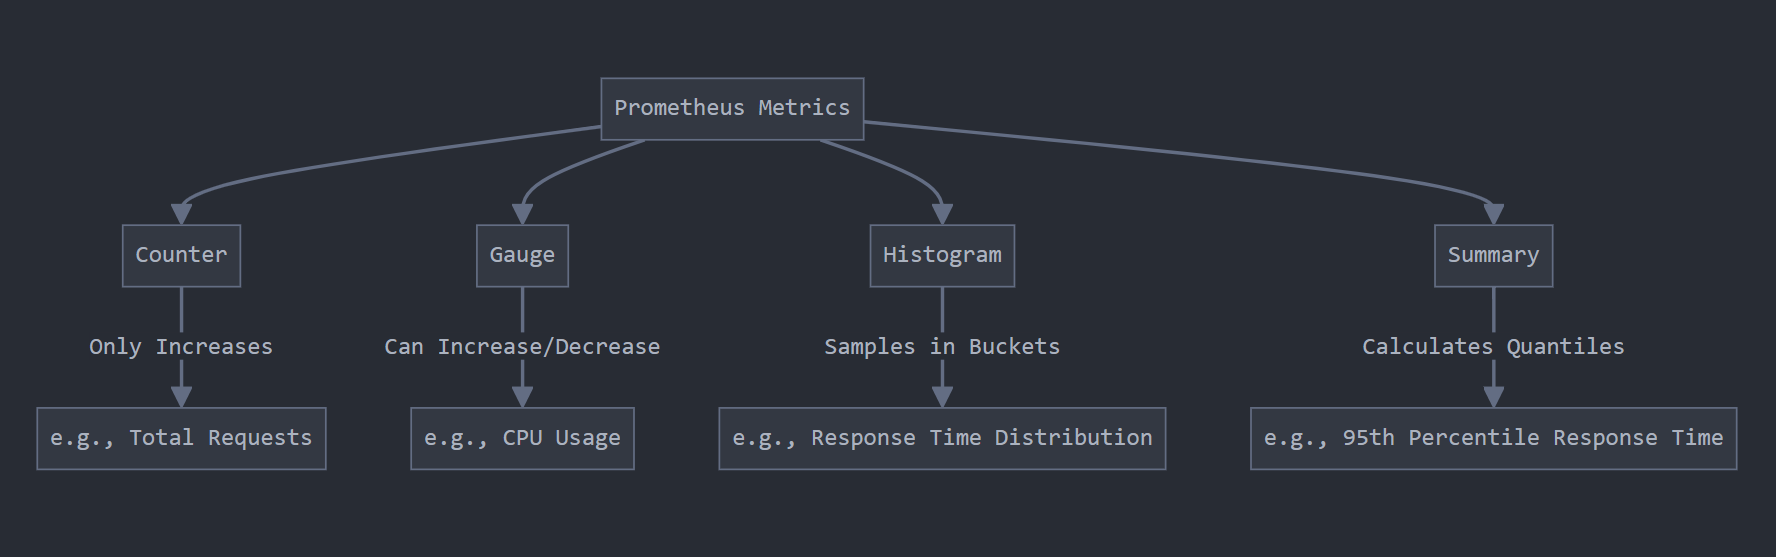 Prometheus Metrics
Counter
Gauge
Histogram
Summary
Only Increases
Can Increase/Decrease
Samples in Buckets
Calculates Quantiles
e.g., Total Requests
e.g., CPU Usage
e.g., Response Time Distribution
e.g., 95th Percentile Response Time